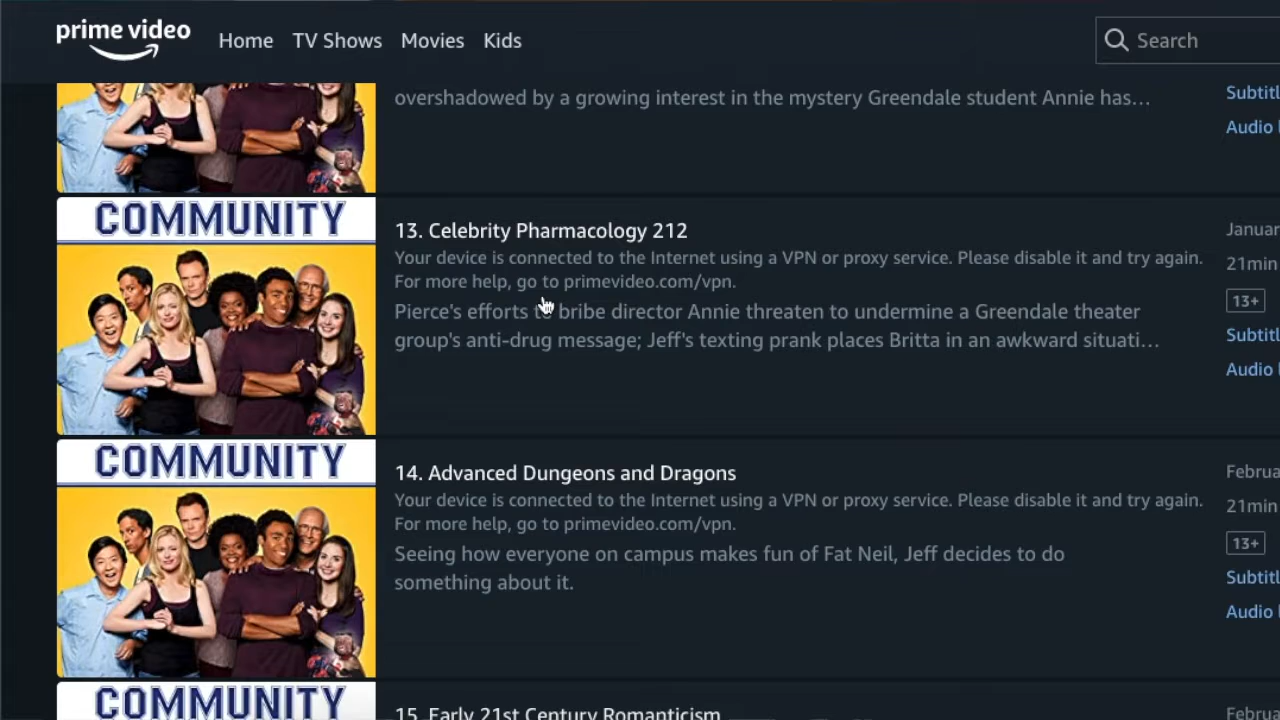 prime video
Home TV Shows Movies Kids
Search
overshadowed by a growing interest in the mystery Greendale student Annie has…
Subtitl
Audio
COMMUNITY
13. Celebrity Pharmacology 212
Your device is connected to the Internet using a VPN or proxy service. Please disable it and try again.
For more help, go to primevideo.com/vpn.
Pierce's efforts to bribe director Annie threaten to undermine a Greendale theater
group's anti-drug message; Jeff's texting prank places Britta in an awkward situati…
Januar
21min
13+
Subtitl
Audio
COMMUNITY
14. Advanced Dungeons and Dragons
Your device is connected to the Internet using a VPN or proxy service. Please disable it and try again.
For more help, go to primevideo.com/vpn.
Seeing how everyone on campus makes fun of Fat Neil, Jeff decides to do
something about it.
Februa
21min
13+
Subtitl
Audio
COMMUNITY
15. Early 21st Century Romanticism
Februa